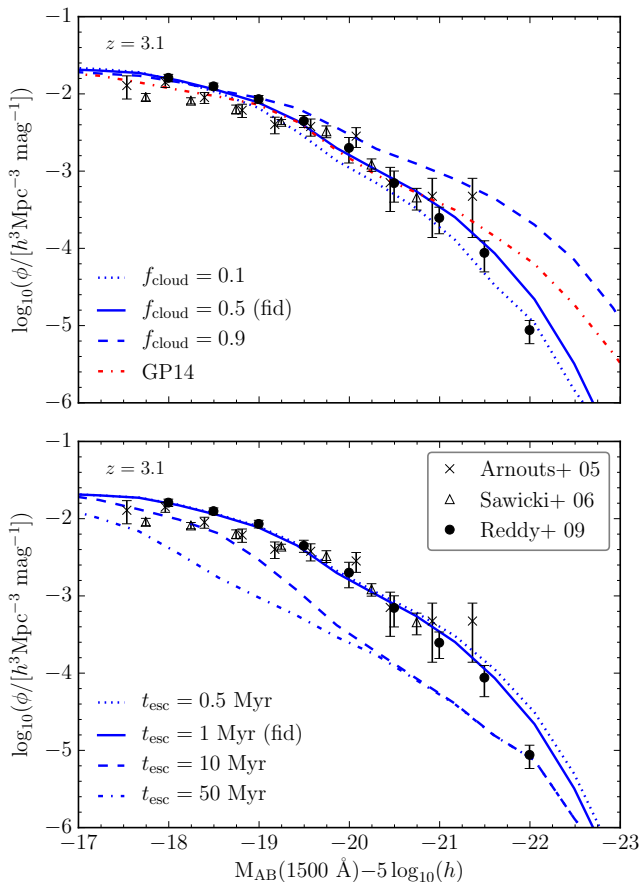 −1
−2
−3
−4
−5
−6
log₁₀(ϕ/[h³Mpc⁻³ mag⁻¹])
z = 3.1
f_cloud = 0.1
f_cloud = 0.5 (fid)
f_cloud = 0.9
GP14
−1
−2
−3
−4
−5
−6
log₁₀(ϕ/[h³Mpc⁻³ mag⁻¹])
z = 3.1
Arnouts+ 05
Sawicki+ 06
Reddy+ 09
t_esc = 0.5 Myr
t_esc = 1 Myr (fid)
t_esc = 10 Myr
t_esc = 50 Myr
−17 −18 −19 −20 −21 −22 −23
M_AB(1500 Å)−5 log₁₀(h)